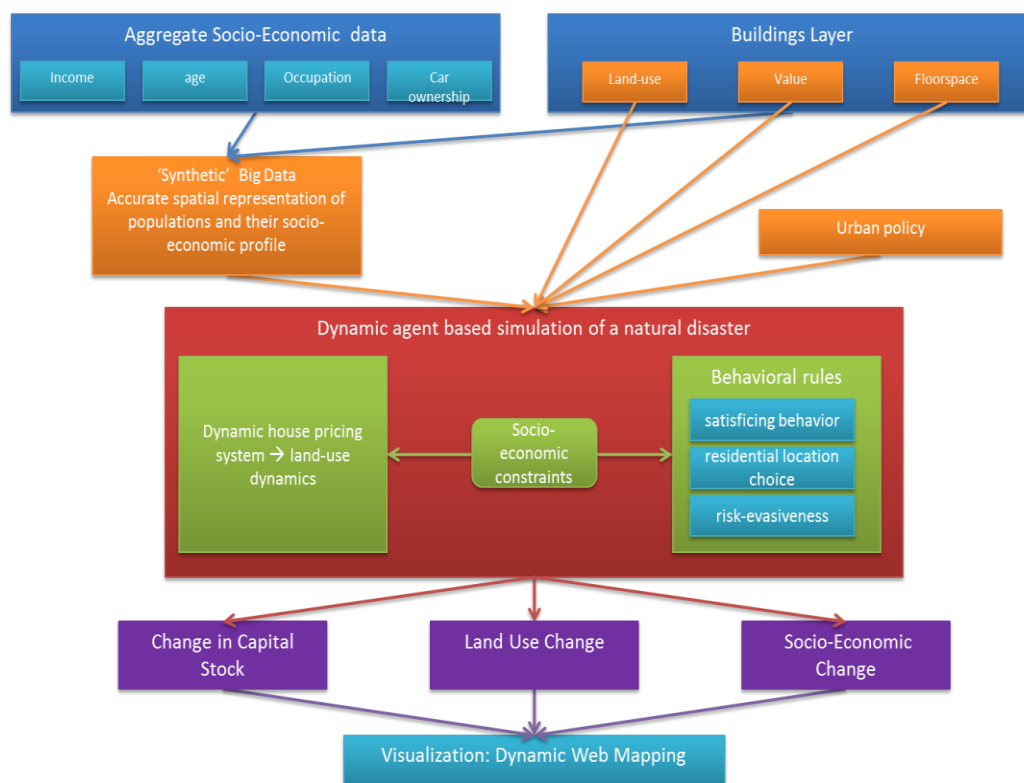 Aggregate Socio-Economic data
Income
age
Occupation
Car
ownership
Buildings Layer
Land-use
Value
Floorspace
‘Synthetic’ Big Data
Accurate spatial representation of
populations and their socio-
economic profile
Urban policy
Dynamic agent based simulation of a natural disaster
Dynamic house pricing
system → land-use
dynamics
Socio-
economic
constraints
Behavioral rules
satisficing behavior
residential location
choice
risk-evasiveness
Change in Capital
Stock
Land Use Change
Socio-Economic
Change
Visualization: Dynamic Web Mapping